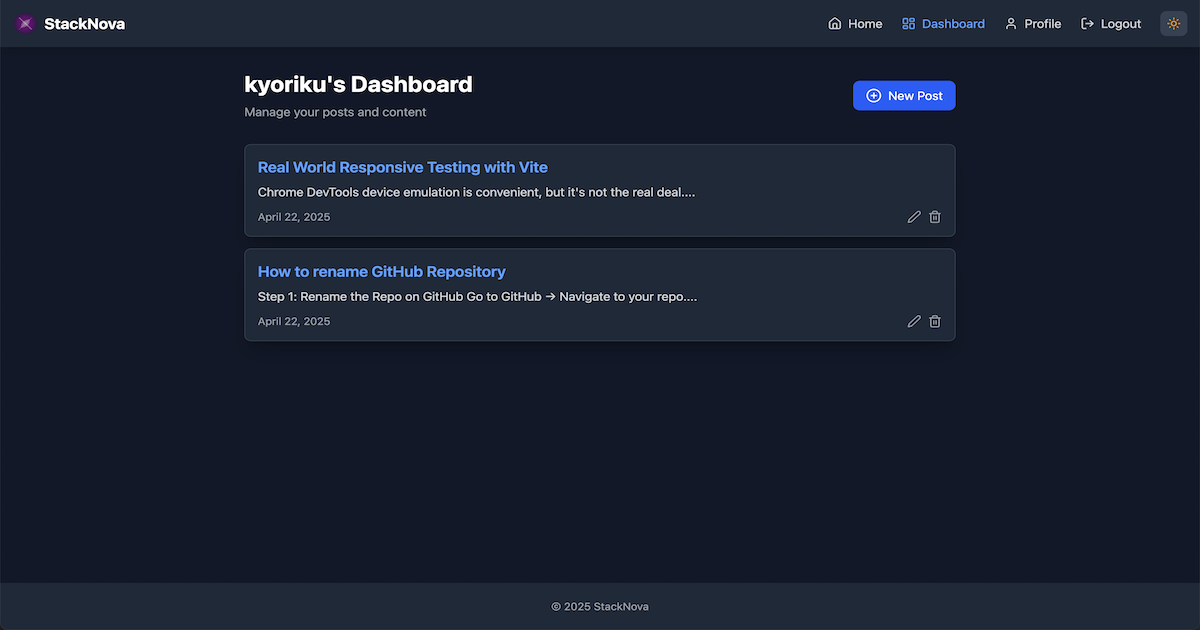 StackNova
Home Dashboard Profile Logout
kyoriku's Dashboard
Manage your posts and content
New Post
Real World Responsive Testing with Vite
Chrome DevTools device emulation is convenient, but it's not the real deal....
April 22, 2025
How to rename GitHub Repository
Step 1: Rename the Repo on GitHub Go to GitHub → Navigate to your repo....
April 22, 2025
© 2025 StackNova